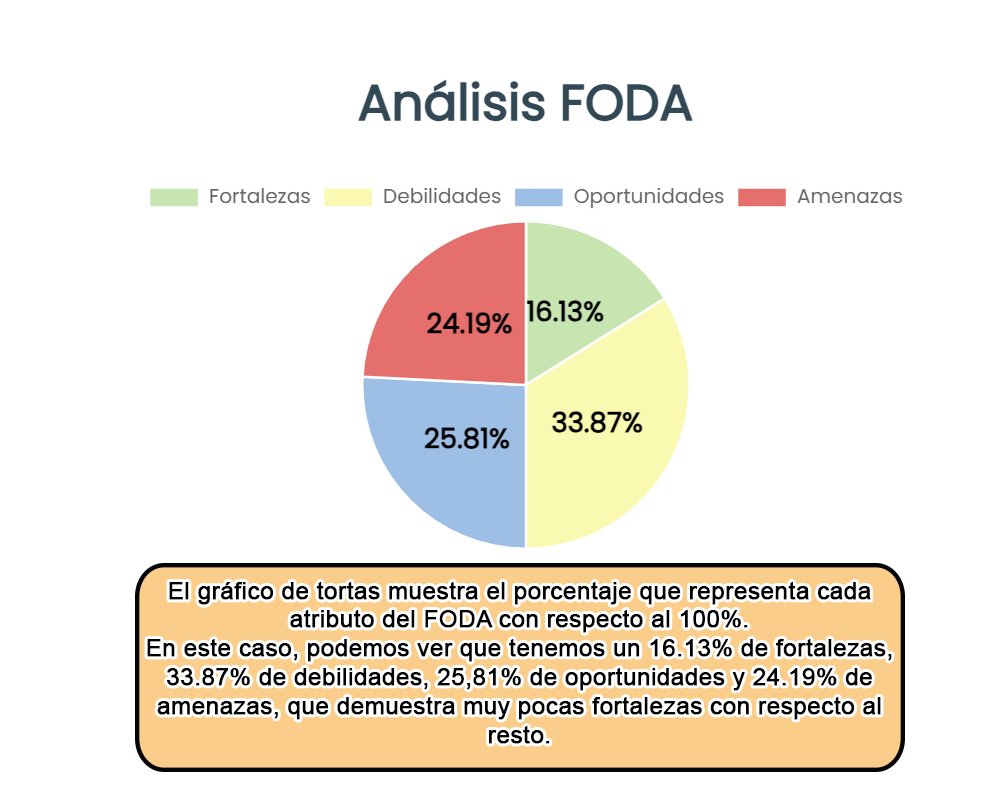 Análisis FODA
Fortalezas Debilidades Oportunidades Amenazas
24.19% 16.13%
25.81% 33.87%
El gráfico de tortas muestra el porcentaje que representa cada
atributo del FODA con respecto al 100%.
En este caso, podemos ver que tenemos un 16.13% de fortalezas,
33.87% de debilidades, 25,81% de oportunidades y 24.19% de
amenazas, que demuestra muy pocas fortalezas con respecto al
resto.